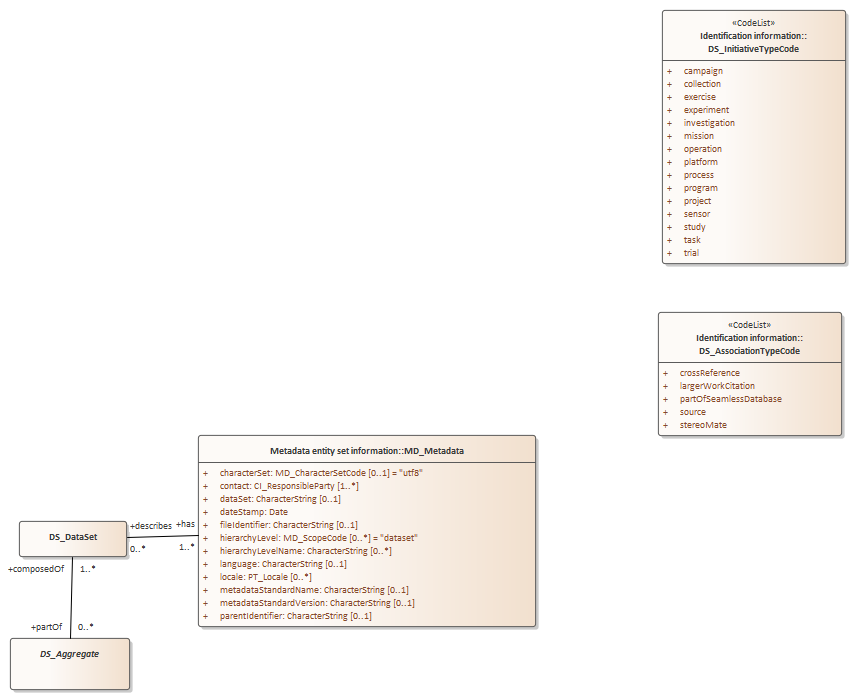 «CodeList»
Identification information::
DS_InitiativeTypeCode
+ campaign
+ collection
+ exercise
+ experiment
+ investigation
+ mission
+ operation
+ platform
+ process
+ program
+ project
+ sensor
+ study
+ task
+ trial
«CodeList»
Identification information::
DS_AssociationTypeCode
+ crossReference
+ largerWorkCitation
+ partOfSeamlessDatabase
+ source
+ stereoMate
Metadata entity set information::MD_Metadata
+ characterSet: MD_CharacterSetCode [0..1] = "utf8"
+ contact: CI_ResponsibleParty [1..*]
+ dataSet: CharacterString [0..1]
+ dateStamp: Date
+ fileIdentifier: CharacterString [0..1]
+ hierarchyLevel: MD_ScopeCode [0..*] = "dataset"
+ hierarchyLevelName: CharacterString [0..*]
+ language: CharacterString [0..1]
+ locale: PT_Locale [0..*]
+ metadataStandardName: CharacterString [0..1]
+ metadataStandardVersion: CharacterString [0..1]
+ parentIdentifier: CharacterString [0..1]
DS_DataSet
+describes +has
0..* 1..*
+composedOf 1..*
+partOf 0..*
DS_Aggregate